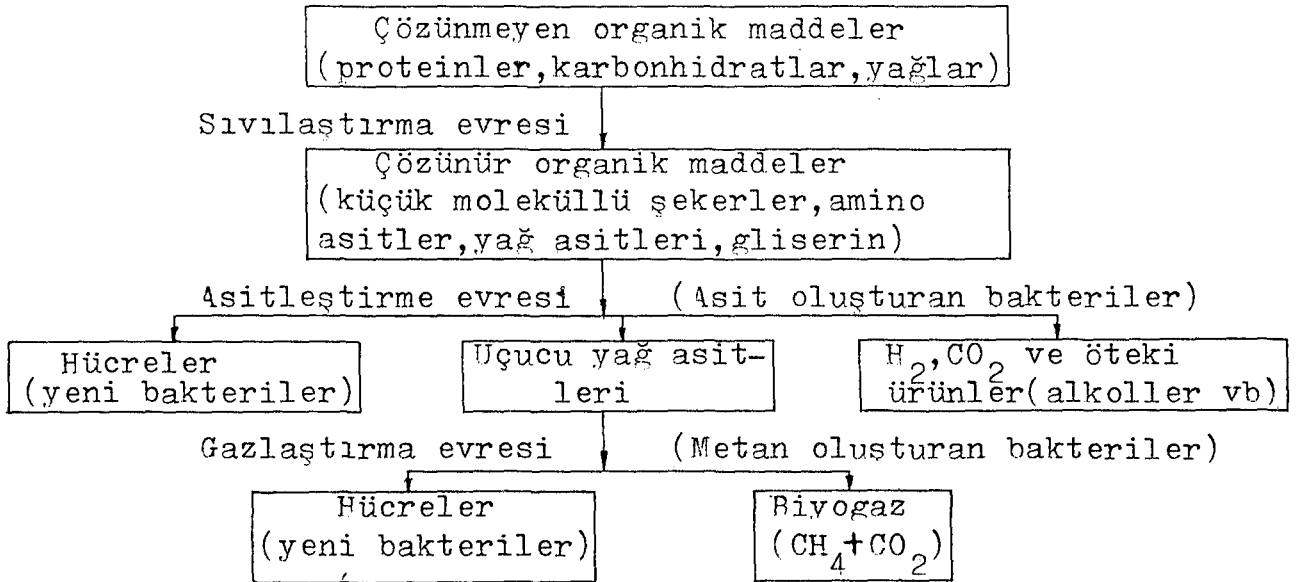 Çözünmeyen organik maddeler
(proteinler,karbonhidratlar,yağlar)
Sıvılaştırma evresi
Çözünür organik maddeler
(küçük moleküllü şekerler,amino
asitler,yağ asitleri,gliserin)
Asitleştirme evresi (Asit oluşturan bakteriler)
Hücreler
(yeni bakteriler)
Uçucu yağ asit-
leri
H2,CO2 ve öteki
ürünler(alkoller vb)
Gazlaştırma evresi (Metan oluşturan bakteriler)
Hücreler
(yeni bakteriler)
Biyogaz
(CH4+CO2)